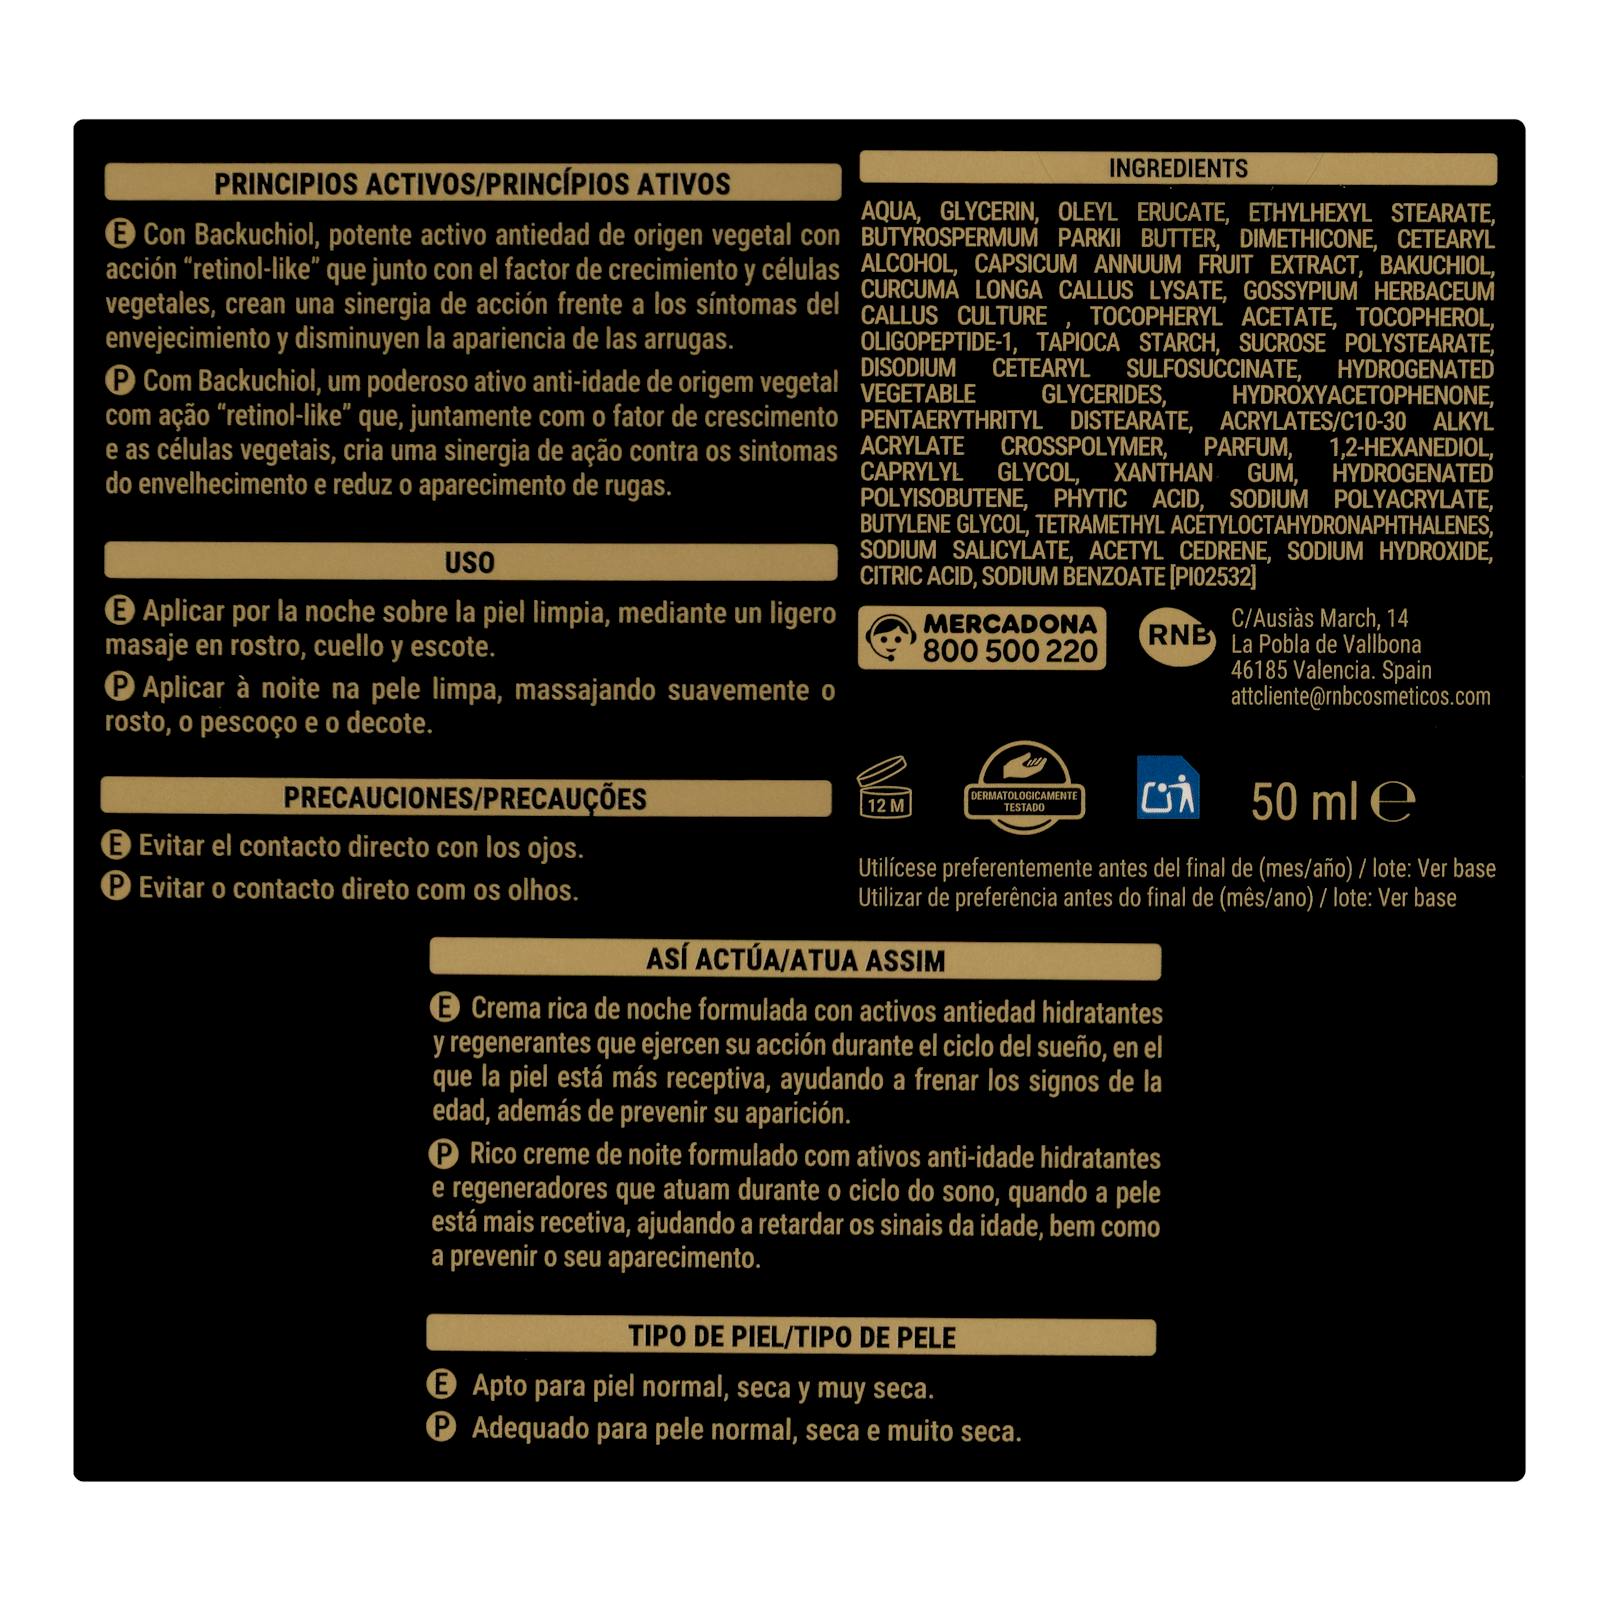 PRINCIPIOS ACTIVOS/PRINCÍPIOS ATIVOS
E Con Backuchiol, potente activo antiedad de origen vegetal con
acción “retinol-like” que junto con el factor de crecimiento y células
vegetales, crean una sinergia de acción frente a los síntomas del
envejecimiento y disminuyen la apariencia de las arrugas.
P Com Backuchiol, um poderoso ativo anti-idade de origem vegetal
com ação “retinol-like” que, juntamente com o fator de crescimento
e as células vegetais, cria uma sinergia de ação contra os sintomas
do envelhecimento e reduz o aparecimento de rugas.
USO
E Aplicar por la noche sobre la piel limpia, mediante un ligero
masaje en rostro, cuello y escote.
P Aplicar à noite na pele limpa, massajando suavemente o
rosto, o pescoço e o decote.
PRECAUCIONES/PRECAUÇÕES
E Evitar el contacto directo con los ojos.
P Evitar o contacto direto com os olhos.
INGREDIENTS
AQUA, GLYCERIN, OLEYL ERUCATE, ETHYLHEXYL STEARATE,
BUTYROSPERMUM PARKII BUTTER, DIMETHICONE, CETEARYL
ALCOHOL, CAPSICUM ANNUUM FRUIT EXTRACT, BAKUCHIOL,
CURCUMA LONGA CALLUS LYSATE, GOSSYPIUM HERBACEUM
CALLUS CULTURE , TOCOPHERYL ACETATE, TOCOPHEROL,
OLIGOPEPTIDE-1, TAPIOCA STARCH, SUCROSE POLYSTEARATE,
DISODIUM CETEARYL SULFOSUCCINATE, HYDROGENATED
VEGETABLE GLYCERIDES, HYDROXYACETOPHENONE,
PENTAERYTHRITYL DISTEARATE, ACRYLATES/C10-30 ALKYL
ACRYLATE CROSSPOLYMER, PARFUM, 1,2-HEXANEDIOL,
CAPRYLYL GLYCOL, XANTHAN GUM, HYDROGENATED
POLYISOBUTENE, PHYTIC ACID, SODIUM POLYACRYLATE,
BUTYLENE GLYCOL, TETRAMETHYL ACETYLOCTAHYDRONAPHTHALENES,
SODIUM SALICYLATE, ACETYL CEDRENE, SODIUM HYDROXIDE,
CITRIC ACID, SODIUM BENZOATE [PI02532]
MERCADONA
800 500 220
RNB
C/Ausiàs March, 14
La Pobla de Vallbona
46185 Valencia. Spain
attcliente@rnbcosmeticos.com
12 M
DERMATOLOGICAMENTE
TESTADO
50 ml ℮
Utilícese preferentemente antes del final de (mes/año) / lote: Ver base
Utilizar de preferência antes do final de (mês/ano) / lote: Ver base
ASÍ ACTÚA/ATUA ASSIM
E Crema rica de noche formulada con activos antiedad hidratantes
y regenerantes que ejercen su acción durante el ciclo del sueño, en el
que la piel está más receptiva, ayudando a frenar los signos de la
edad, además de prevenir su aparición.
P Rico creme de noite formulado com ativos anti-idade hidratantes
e regeneradores que atuam durante o ciclo do sono, quando a pele
está mais recetiva, ajudando a retardar os sinais da idade, bem como
a prevenir o seu aparecimento.
TIPO DE PIEL/TIPO DE PELE
E Apto para piel normal, seca y muy seca.
P Adequado para pele normal, seca e muito seca.